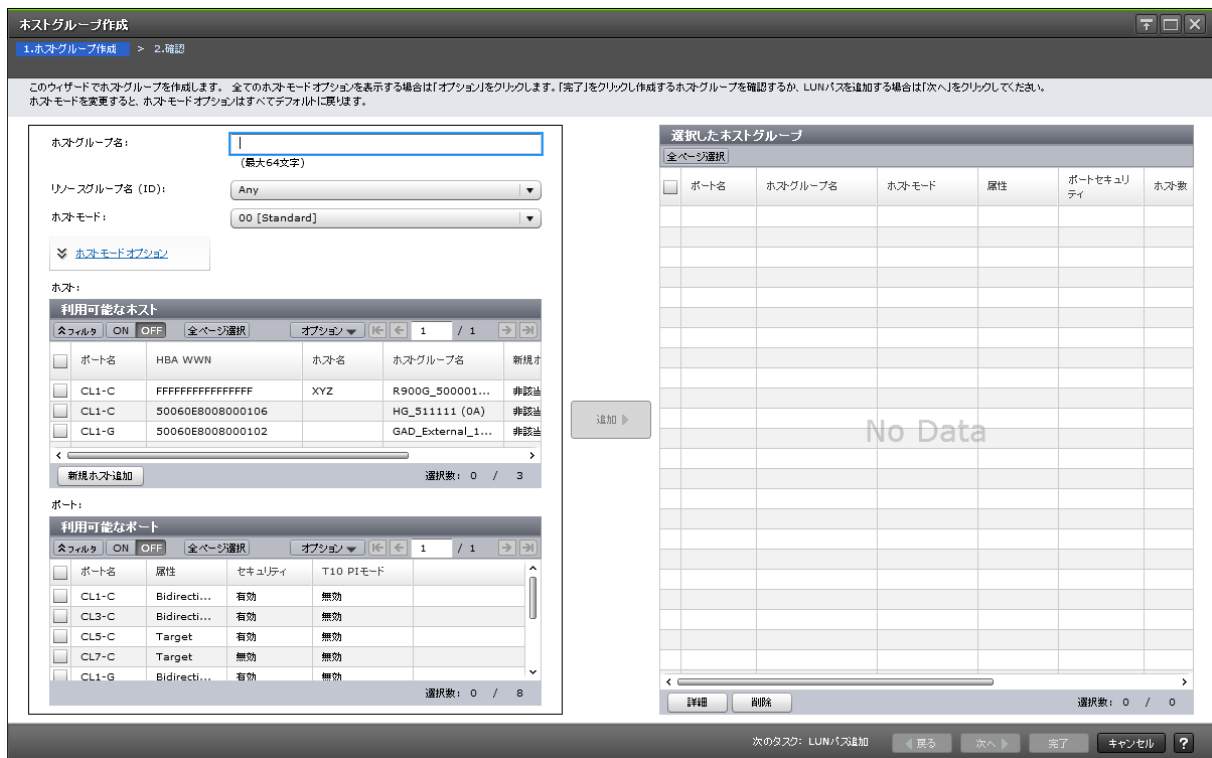 ホストグループ作成
1.ホストグループ作成 > 2.確認
このウィザードでホストグループを作成します。 全てのホストモードオプションを表示する場合は「オプション」をクリックします。「完了」をクリックし作成するホストグループを確認するか、LUNパスを追加する場合は「次へ」をクリックしてください。
ホストモードを変更すると、ホストモードオプションはすべてデフォルトに戻ります。
ホストグループ名:
(最大64文字)
リソースグループ名 (ID): Any
ホストモード: 00 [Standard]
ホストモードオプション
ホスト:
利用可能なホスト
フィルタ ON OFF 全ページ選択 オプション 1 / 1
ポート名 HBA WWN ホスト名 ホストグループ名 新規ホ
CL1-C FFFFFFFFFFFFFFFF XYZ R900G_500001... 非該当
CL1-C 50060E8008000106 HG_511111 (0A) 非該当
CL1-G 50060E8008000102 GAD_External_1... 非該当
新規ホスト追加 選択数: 0 / 3
ポート:
利用可能なポート
フィルタ ON OFF 全ページ選択 オプション 1 / 1
ポート名 属性 セキュリティ T10 PIモード
CL1-C Bidirecti... 有効 無効
CL3-C Bidirecti... 有効 無効
CL5-C Target 有効 無効
CL7-C Target 無効 無効
CL1-G Bidirecti... 有効 無効
選択数: 0 / 8
追加
選択したホストグループ
全ページ選択
ポート名 ホストグループ名 ホストモード 属性 ポートセキュリ
ティ ホスト数
No Data
詳細 削除 選択数: 0 / 0
次のタスク: LUNパス追加 戻る 次へ 完了 キャンセル ?